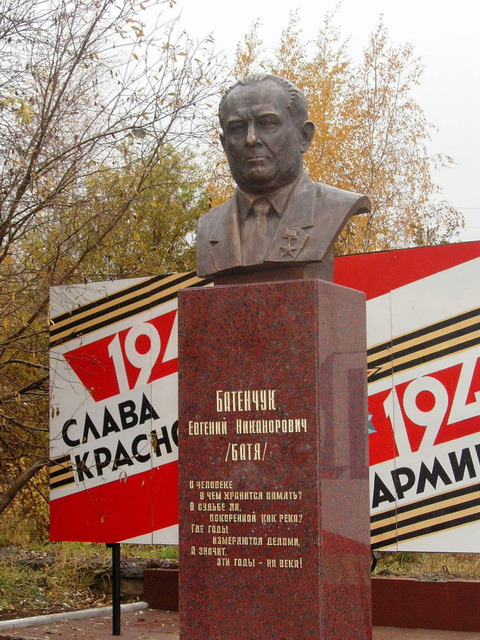 194
СЛАВА
КРАСНО
194
АРМИ
БАТЕНЧУК
ЕВГЕНИЙ НИКАНОРОВИЧ
/БАТЯ/
О ЧЕЛОВЕКЕ
В ЧЕМ ХРАНИТСЯ ПАМЯТЬ?
В СУДЬБЕ ЛИ,
ПОКОРЕННОЙ КАК РЕКА?
ГДЕ ГОДЫ
ИЗМЕРЯЮТСЯ ДЕЛАМИ,
А ЗНАЧИТ,
ЭТИ ГОДЫ - НА ВЕКА!